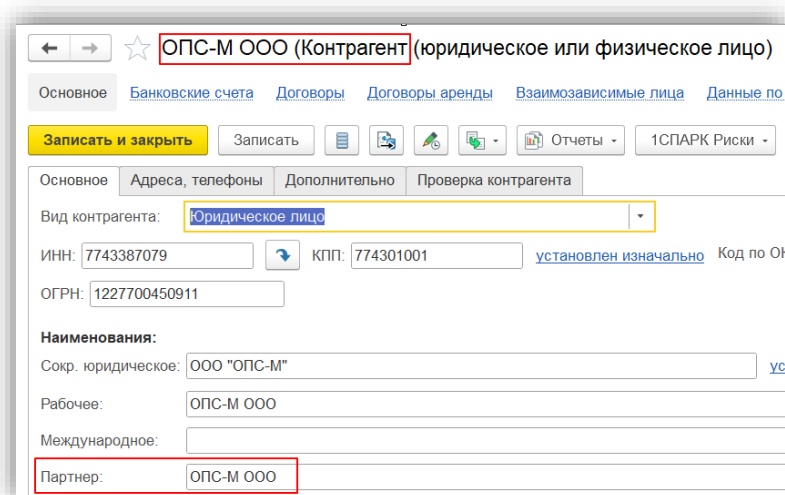 ОПС-М ООО (Контрагент (юридическое или физическое лицо)
Основное Банковские счета Договоры Договоры аренды Взаимозависимые лица Данные по
Записать и закрыть Записать Отчеты 1СПАРК Риски
Основное Адреса, телефоны Дополнительно Проверка контрагента
Вид контрагента: Юридическое лицо
ИНН: 7743387079 КПП: 774301001 установлен изначально Код по
ОГРН: 1227700450911
Наименования:
Сокр. юридическое: ООО "ОПС-М"
Рабочее: ОПС-М ООО
Международное:
Партнер: ОПС-М ООО